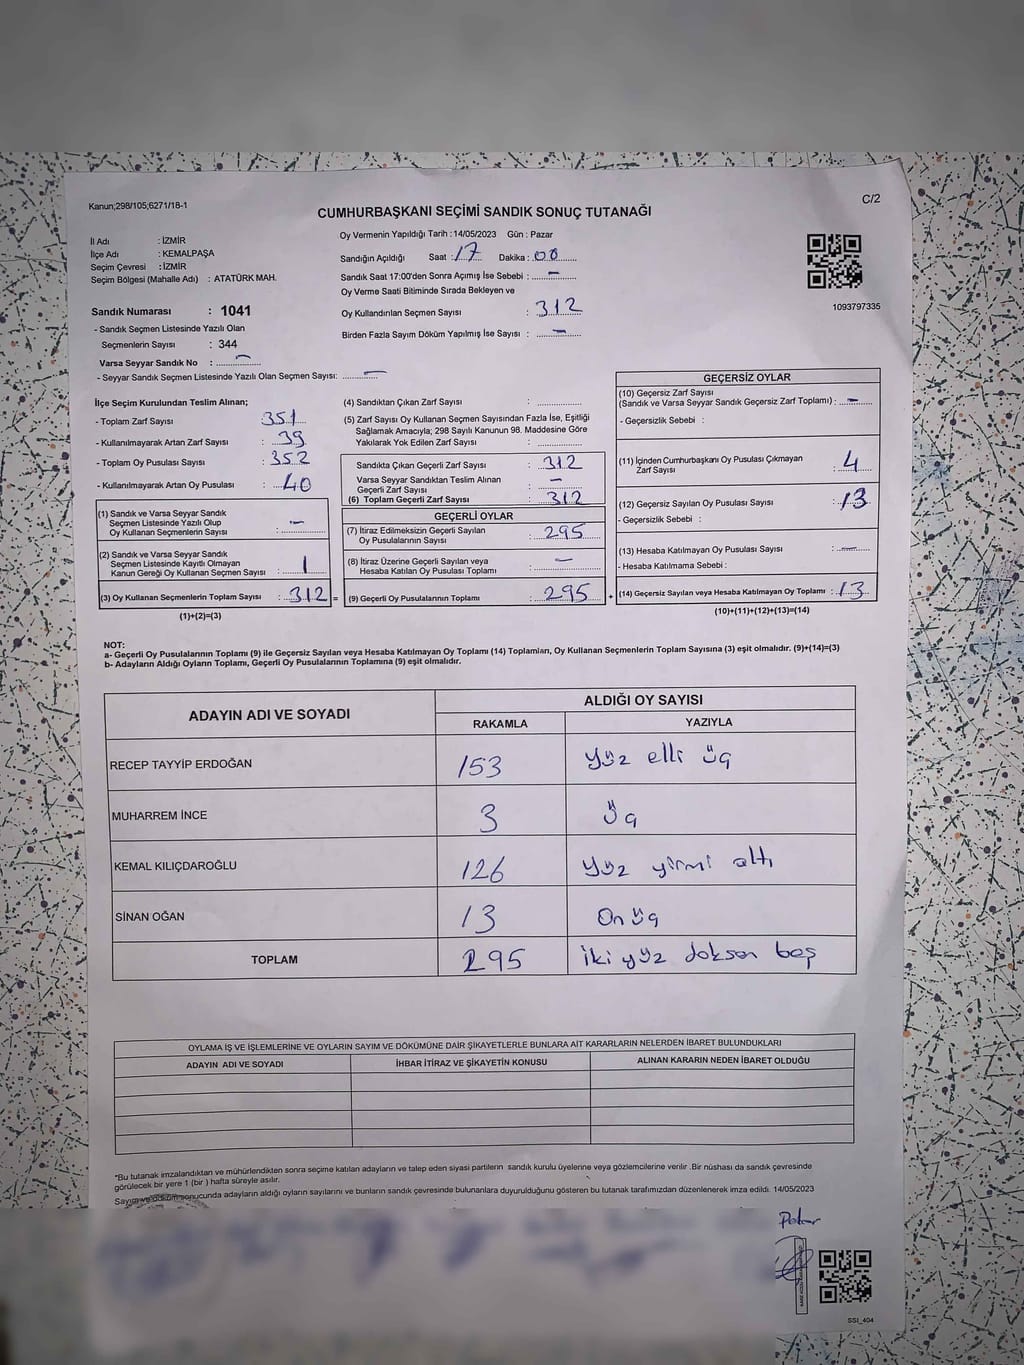 Kanun;298/105;6271/18-1
C/2
CUMHURBAŞKANI SEÇİMİ SANDIK SONUÇ TUTANAĞI
İl Adı : İZMİR
İlçe Adı : KEMALPAŞA
Seçim Çevresi : İZMİR
Seçim Bölgesi (Mahalle Adı) : ATATÜRK MAH.
Oy Vermenin Yapıldığı Tarih : 14/05/2023 Gün : Pazar
Sandığın Açıldığı Saat : 17 Dakika : 00
Sandık Saat 17:00'den Sonra Açımış İse Sebebi : –
Oy Verme Saati Bitiminde Sırada Bekleyen ve
Oy Kullandırılan Seçmen Sayısı : 312
Birden Fazla Sayım Döküm Yapılmış İse Sayısı : –
1093797335
Sandık Numarası : 1041
- Sandık Seçmen Listesinde Yazılı Olan
Seçmenlerin Sayısı : 344
Varsa Seyyar Sandık No : –
- Seyyar Sandık Seçmen Listesinde Yazılı Olan Seçmen Sayısı: –
İlçe Seçim Kurulundan Teslim Alınan;
- Toplam Zarf Sayısı : 351
- Kullanılmayarak Artan Zarf Sayısı : 39
- Toplam Oy Pusulası Sayısı : 352
- Kullanılmayarak Artan Oy Pusulası : 40
(1) Sandık ve Varsa Seyyar Sandık
Seçmen Listesinde Yazılı Olup
Oy Kullanan Seçmenlerin Sayısı : –
(2) Sandık ve Varsa Seyyar Sandık
Seçmen Listesinde Kayıtlı Olmayan
Kanun Gereği Oy Kullanan Seçmen Sayısı : 1
(3) Oy Kullanan Seçmenlerin Toplam Sayısı : 312 =
(1)+(2)=(3)
(4) Sandıktan Çıkan Zarf Sayısı :
(5) Zarf Sayısı Oy Kullanan Seçmen Sayısından Fazla İse, Eşitliği
Sağlamak Amacıyla; 298 Sayılı Kanunun 98. Maddesine Göre
Yakılarak Yok Edilen Zarf Sayısı :
Sandıkta Çıkan Geçerli Zarf Sayısı : 312
Varsa Seyyar Sandıktan Teslim Alınan
Geçerli Zarf Sayısı : –
(6) Toplam Geçerli Zarf Sayısı : 312
GEÇERLİ OYLAR
(7) İtiraz Edilmeksizin Geçerli Sayılan
Oy Pusulalarının Sayısı : 295
(8) İtiraz Üzerine Geçerli Sayılan veya
Hesaba Katılan Oy Pusulası Toplamı : –
(9) Geçerli Oy Pusulalarının Toplamı : 295 +
GEÇERSİZ OYLAR
(10) Geçersiz Zarf Sayısı
(Sandık ve Varsa Seyyar Sandık Geçersiz Zarf Toplamı) : –
- Geçersizlik Sebebi :
(11) İçinden Cumhurbaşkanı Oy Pusulası Çıkmayan
Zarf Sayısı : 4
(12) Geçersiz Sayılan Oy Pusulası Sayısı : 13
- Geçersizlik Sebebi :
(13) Hesaba Katılmayan Oy Pusulası Sayısı : –
- Hesaba Katılmama Sebebi :
(14) Geçersiz Sayılan veya Hesaba Katılmayan Oy Toplamı : 13
(10)+(11)+(12)+(13)=(14)
NOT:
a- Geçerli Oy Pusulalarının Toplamı (9) ile Geçersiz Sayılan veya Hesaba Katılmayan Oy Toplamı (14) Toplamları, Oy Kullanan Seçmenlerin Toplam Sayısına (3) eşit olmalıdır. (9)+(14)=(3)
b- Adayların Aldığı Oyların Toplamı, Geçerli Oy Pusulalarının Toplamına (9) eşit olmalıdır.
ADAYIN ADI VE SOYADI ALDIĞI OY SAYISI
RAKAMLA YAZIYLA
RECEP TAYYİP ERDOĞAN 153 yüz elli üç
MUHARREM İNCE 3 üç
KEMAL KILIÇDAROĞLU 126 yüz yirmi altı
SİNAN OĞAN 13 On üç
TOPLAM 295 iki yüz doksan beş
OYLAMA İŞ VE İŞLEMLERİNE VE OYLARIN SAYIM VE DÖKÜMÜNE DAİR ŞİKAYETLERLE BUNLARA AİT KARARLARIN NELERDEN İBARET BULUNDUKLARI
ADAYIN ADI VE SOYADI İHBAR İTİRAZ VE ŞİKAYETİN KONUSU ALINAN KARARIN NEDEN İBARET OLDUĞU
*Bu tutanak imzalandıktan ve mühürlendikten sonra seçime katılan adayların ve talep eden siyasi partilerin sandık kurulu üyelerine veya gözlemcilerine verilir .Bir nüshası da sandık çevresinde
görülecek bir yere 1 (bir ) hafta süreyle asılır.
Sayım ve döküm sonucunda adayların aldığı oyların sayılarını ve bunların sandık çevresinde bulunanlara duyurulduğunu gösteren bu tutanak tarafımızdan düzenlenerek imza edildi. 14/05/2023
SSI_404